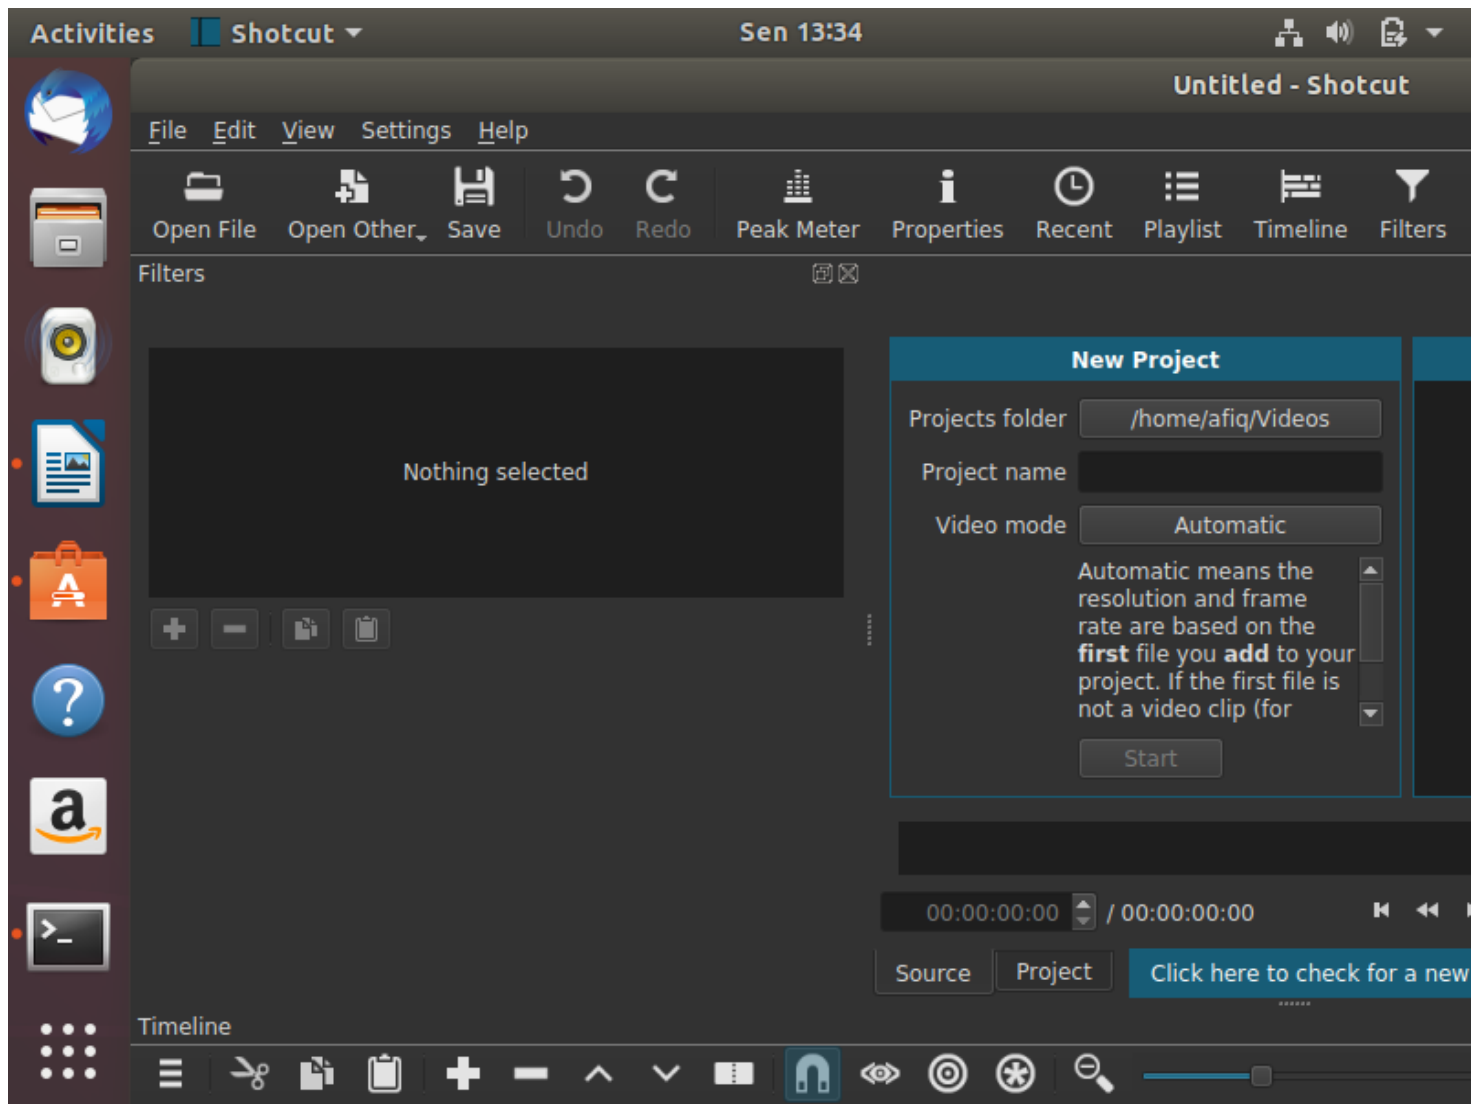 Activities Shotcut Sen 13:34
Untitled - Shotcut
File Edit View Settings Help
Open File Open Other Save Undo Redo Peak Meter Properties Recent Playlist Timeline Filters
Filters
New Project
Projects folder /home/afiq/Videos
Project name
Nothing selected
Video mode Automatic
Automatic means the
resolution and frame
rate are based on the
first file you add to your
project. If the first file is
not a video clip (for
Start
00:00:00:00 / 00:00:00:00
Source Project Click here to check for a new
Timeline